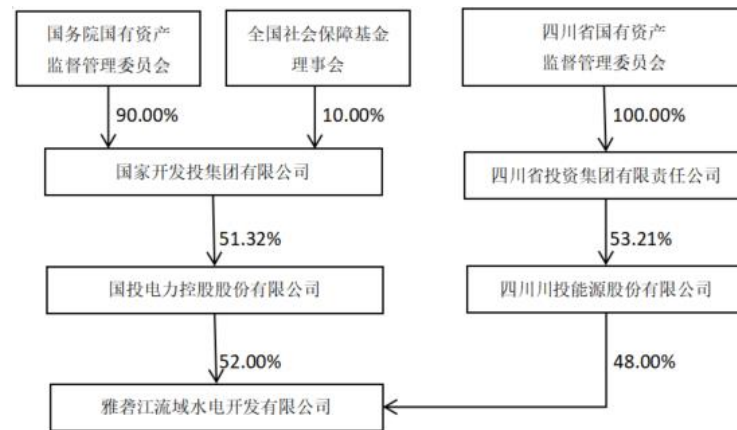 国务院国有资产
监督管理委员会
全国社会保障基金
理事会
四川省国有资产
监督管理委员会
90.00%
10.00%
100.00%
国家开发投集团有限公司
四川省投资集团有限责任公司
51.32%
53.21%
国投电力控股股份有限公司
四川川投能源股份有限公司
52.00%
48.00%
雅砻江流域水电开发有限公司